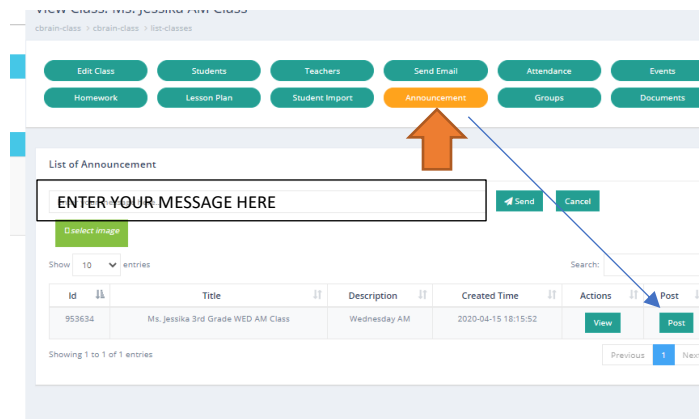 View Class: Ms. Jessika AM Class
cbrain-class > cbrain-class > list-classes
Edit Class Students Teachers Send Email Attendance Events
Homework Lesson Plan Student Import Announcement Groups Documents
List of Announcement
ENTER YOUR MESSAGE HERE
Send Cancel
select image
Show 10 entries Search:
Id Title Description Created Time Actions Post
953634 Ms. Jessika 3rd Grade WED AM Class Wednesday AM 2020-04-15 18:15:52 View Post
Showing 1 to 1 of 1 entries Previous 1 Next